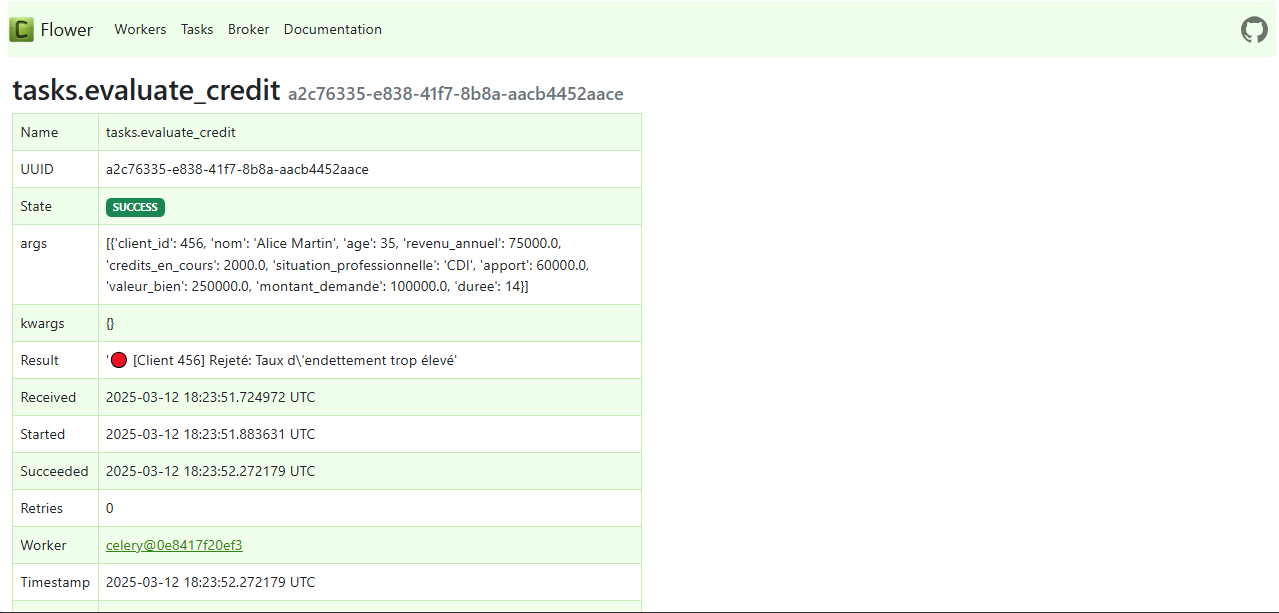 Flower Workers Tasks Broker Documentation
tasks.evaluate_credit a2c76335-e838-41f7-8b8a-aacb4452aace
Name tasks.evaluate_credit
UUID a2c76335-e838-41f7-8b8a-aacb4452aace
State SUCCESS
args [{'client_id': 456, 'nom': 'Alice Martin', 'age': 35, 'revenu_annuel': 75000.0,
'credits_en_cours': 2000.0, 'situation_professionnelle': 'CDI', 'apport': 60000.0,
'valeur_bien': 250000.0, 'montant_demande': 100000.0, 'duree': 14}]
kwargs {}
Result '🔴 [Client 456] Rejeté: Taux d\'endettement trop élevé'
Received 2025-03-12 18:23:51.724972 UTC
Started 2025-03-12 18:23:51.883631 UTC
Succeeded 2025-03-12 18:23:52.272179 UTC
Retries 0
Worker celery@0e8417f20ef3
Timestamp 2025-03-12 18:23:52.272179 UTC